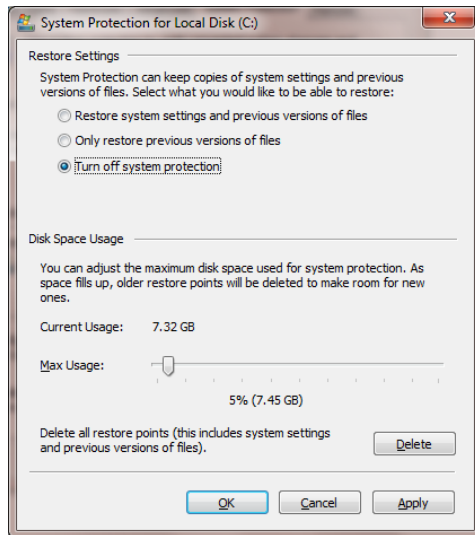 System Protection for Local Disk (C:)
Restore Settings
System Protection can keep copies of system settings and previous
versions of files. Select what you would like to be able to restore:
Restore system settings and previous versions of files
Only restore previous versions of files
Turn off system protection
Disk Space Usage
You can adjust the maximum disk space used for system protection. As
space fills up, older restore points will be deleted to make room for new
ones.
Current Usage: 7.32 GB
Max Usage:
5% (7.45 GB)
Delete all restore points (this includes system settings
and previous versions of files).
Delete
OK Cancel Apply